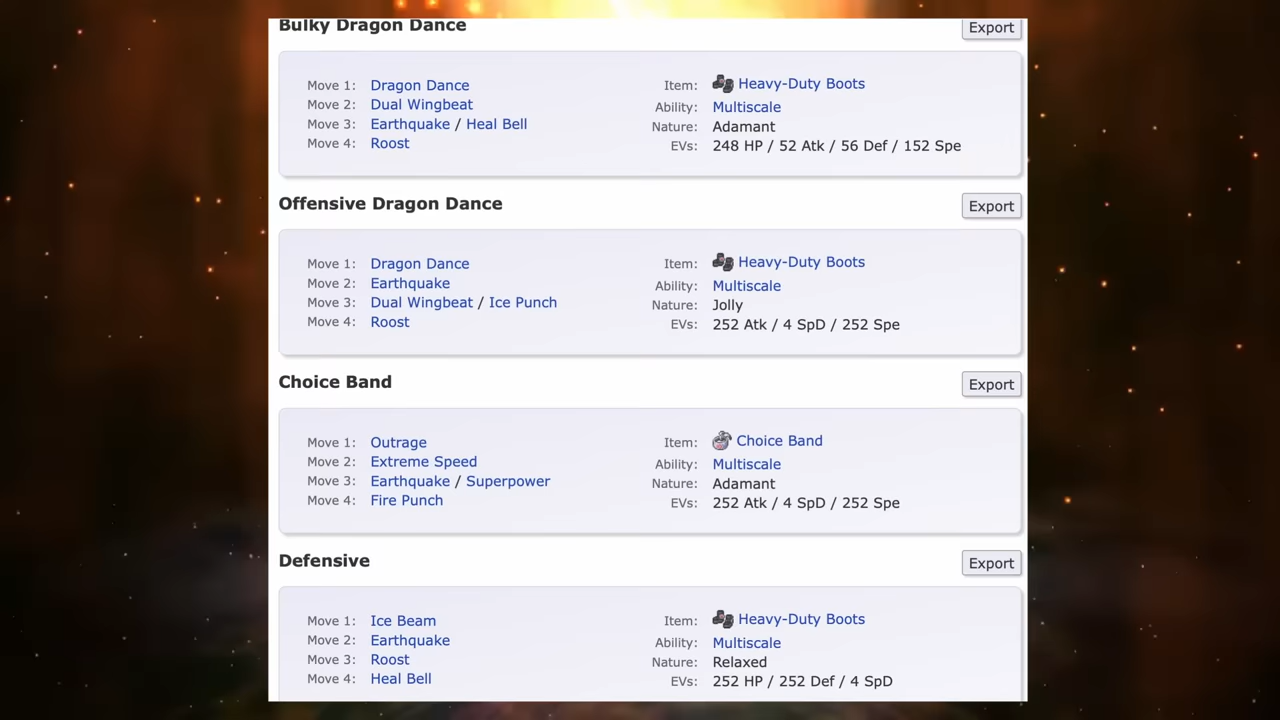 Bulky Dragon Dance Export
Move 1: Dragon Dance Item: Heavy-Duty Boots
Move 2: Dual Wingbeat Ability: Multiscale
Move 3: Earthquake / Heal Bell Nature: Adamant
Move 4: Roost EVs: 248 HP / 52 Atk / 56 Def / 152 Spe
Offensive Dragon Dance Export
Move 1: Dragon Dance Item: Heavy-Duty Boots
Move 2: Earthquake Ability: Multiscale
Move 3: Dual Wingbeat / Ice Punch Nature: Jolly
Move 4: Roost EVs: 252 Atk / 4 SpD / 252 Spe
Choice Band Export
Move 1: Outrage Item: Choice Band
Move 2: Extreme Speed Ability: Multiscale
Move 3: Earthquake / Superpower Nature: Adamant
Move 4: Fire Punch EVs: 252 Atk / 4 SpD / 252 Spe
Defensive Export
Move 1: Ice Beam Item: Heavy-Duty Boots
Move 2: Earthquake Ability: Multiscale
Move 3: Roost Nature: Relaxed
Move 4: Heal Bell EVs: 252 HP / 252 Def / 4 SpD